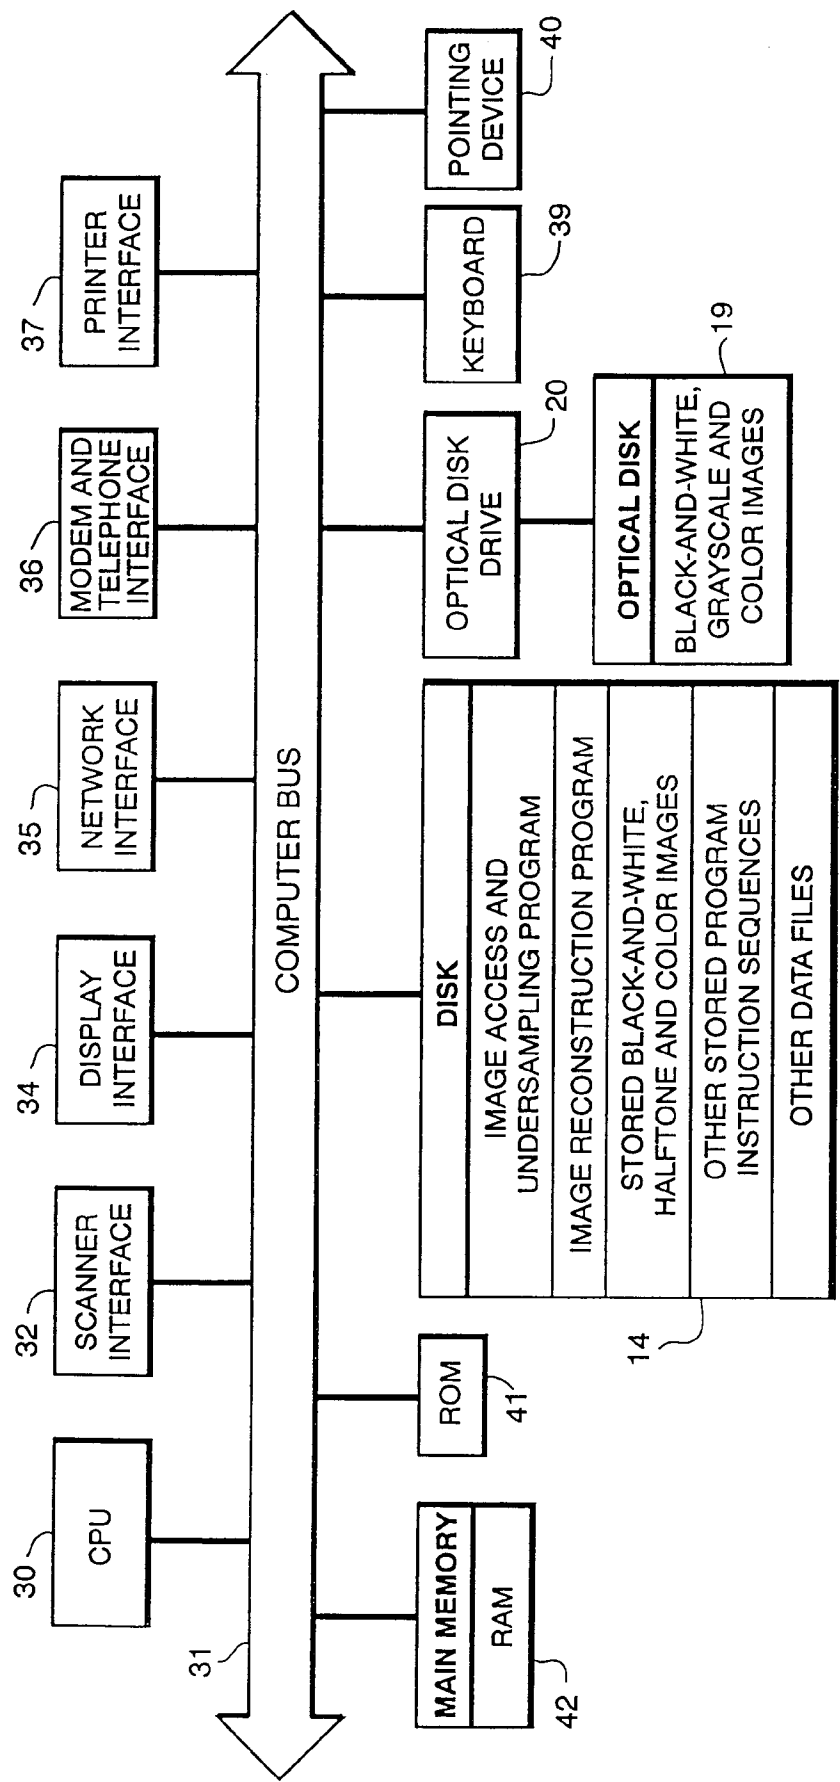 30
CPU
32
SCANNER
INTERFACE
34
DISPLAY
INTERFACE
35
NETWORK
INTERFACE
36
MODEM AND
TELEPHONE
INTERFACE
37
PRINTER
INTERFACE
31
COMPUTER BUS
MAIN MEMORY
RAM
42
ROM
41
DISK
IMAGE ACCESS AND
UNDERSAMPLING PROGRAM
IMAGE RECONSTRUCTION PROGRAM
STORED BLACK-AND-WHITE,
HALFTONE AND COLOR IMAGES
OTHER STORED PROGRAM
INSTRUCTION SEQUENCES
OTHER DATA FILES
14
OPTICAL DISK
DRIVE
20
OPTICAL DISK
BLACK-AND-WHITE,
GRAYSCALE AND
COLOR IMAGES
19
KEYBOARD
39
POINTING
DEVICE
40